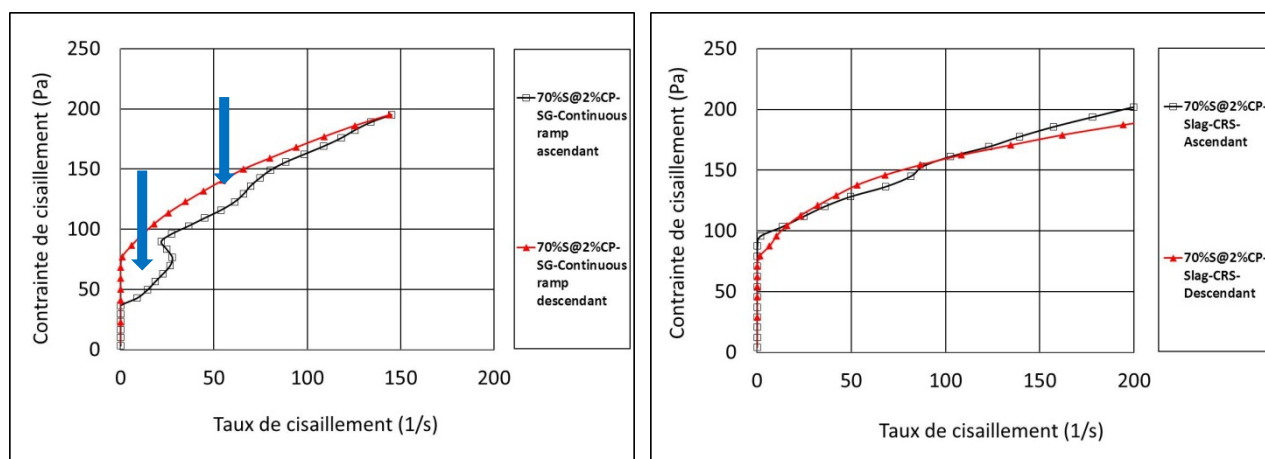 250
200
150
100
50
0
0
50
100
150
200
Contrainte de cisaillement (Pa)
Taux de cisaillement (1/s)
70%S@2%CP-
SG-Continuous
ramp
ascendant
70%S@2%CP-
SG-Continuous
ramp
descendant
250
200
150
100
50
0
0
50
100
150
200
Contrainte de cisaillement (Pa)
Taux de cisaillement (1/s)
70%S@2%CP-
Slag-CRS-
Ascendant
70%S@2%CP-
Slag-CRS-
Descendant